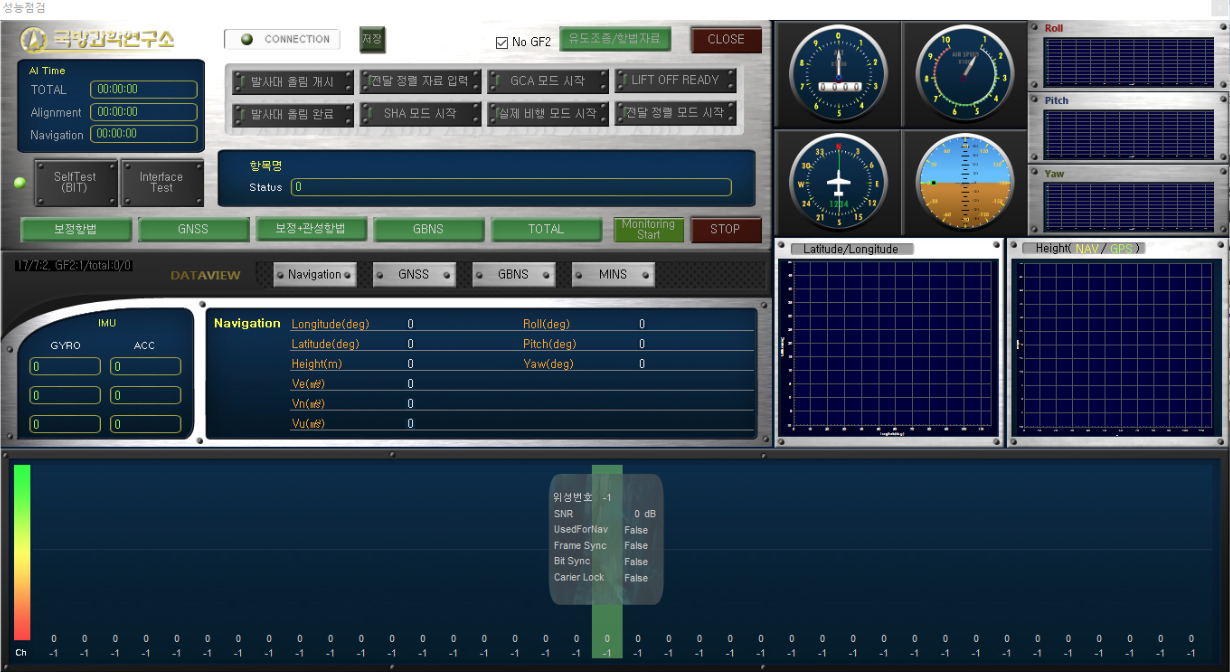 성능점검
국방과학연구소
CONNECTION
저장
No GF2
유도조종/항법자료
CLOSE
AI Time
TOTAL 00:00:00
Alignment 00:00:00
Navigation 00:00:00
발사대 올림 개시
전달 정렬 자료 입력
GCA 모드 시작
LIFT OFF READY
발사대 올림 완료
SHA 모드 시작
실제 비행 모드 시작
전달 정렬 모드 시작
SelfTest
(BIT)
Interface
Test
항목명
Status 0
보정항법
GNSS
보정+관성항법
GBNS
TOTAL
Monitoring
Start
STOP
Roll
Pitch
Yaw
17/7:2, GF2:1/total:0/0
DATAVIEW
Navigation
GNSS
GBNS
MINS
IMU
GYRO ACC
0 0
0 0
0 0
Navigation
Longitude(deg) 0 Roll(deg) 0
Latitude(deg) 0 Pitch(deg) 0
Height(m) 0 Yaw(deg) 0
Ve(㎧) 0
Vn(㎧) 0
Vu(㎧) 0
Latitude/Longitude
Height( NAV / GPS )
위성번호 -1
SNR 0 dB
UsedForNav False
Frame Sync False
Bit Sync False
Carier Lock False
0 0 0 0 0 0 0 0 0 0 0 0 0 0 0 0 0 0 0 0 0 0 0 0 0 0 0 0 0 0 0 0 0 0 0 0 0 0
Ch -1 -1 -1 -1 -1 -1 -1 -1 -1 -1 -1 -1 -1 -1 -1 -1 -1 -1 -1 -1 -1 -1 -1 -1 -1 -1 -1 -1 -1 -1 -1 -1 -1 -1 -1 -1 -1 -1